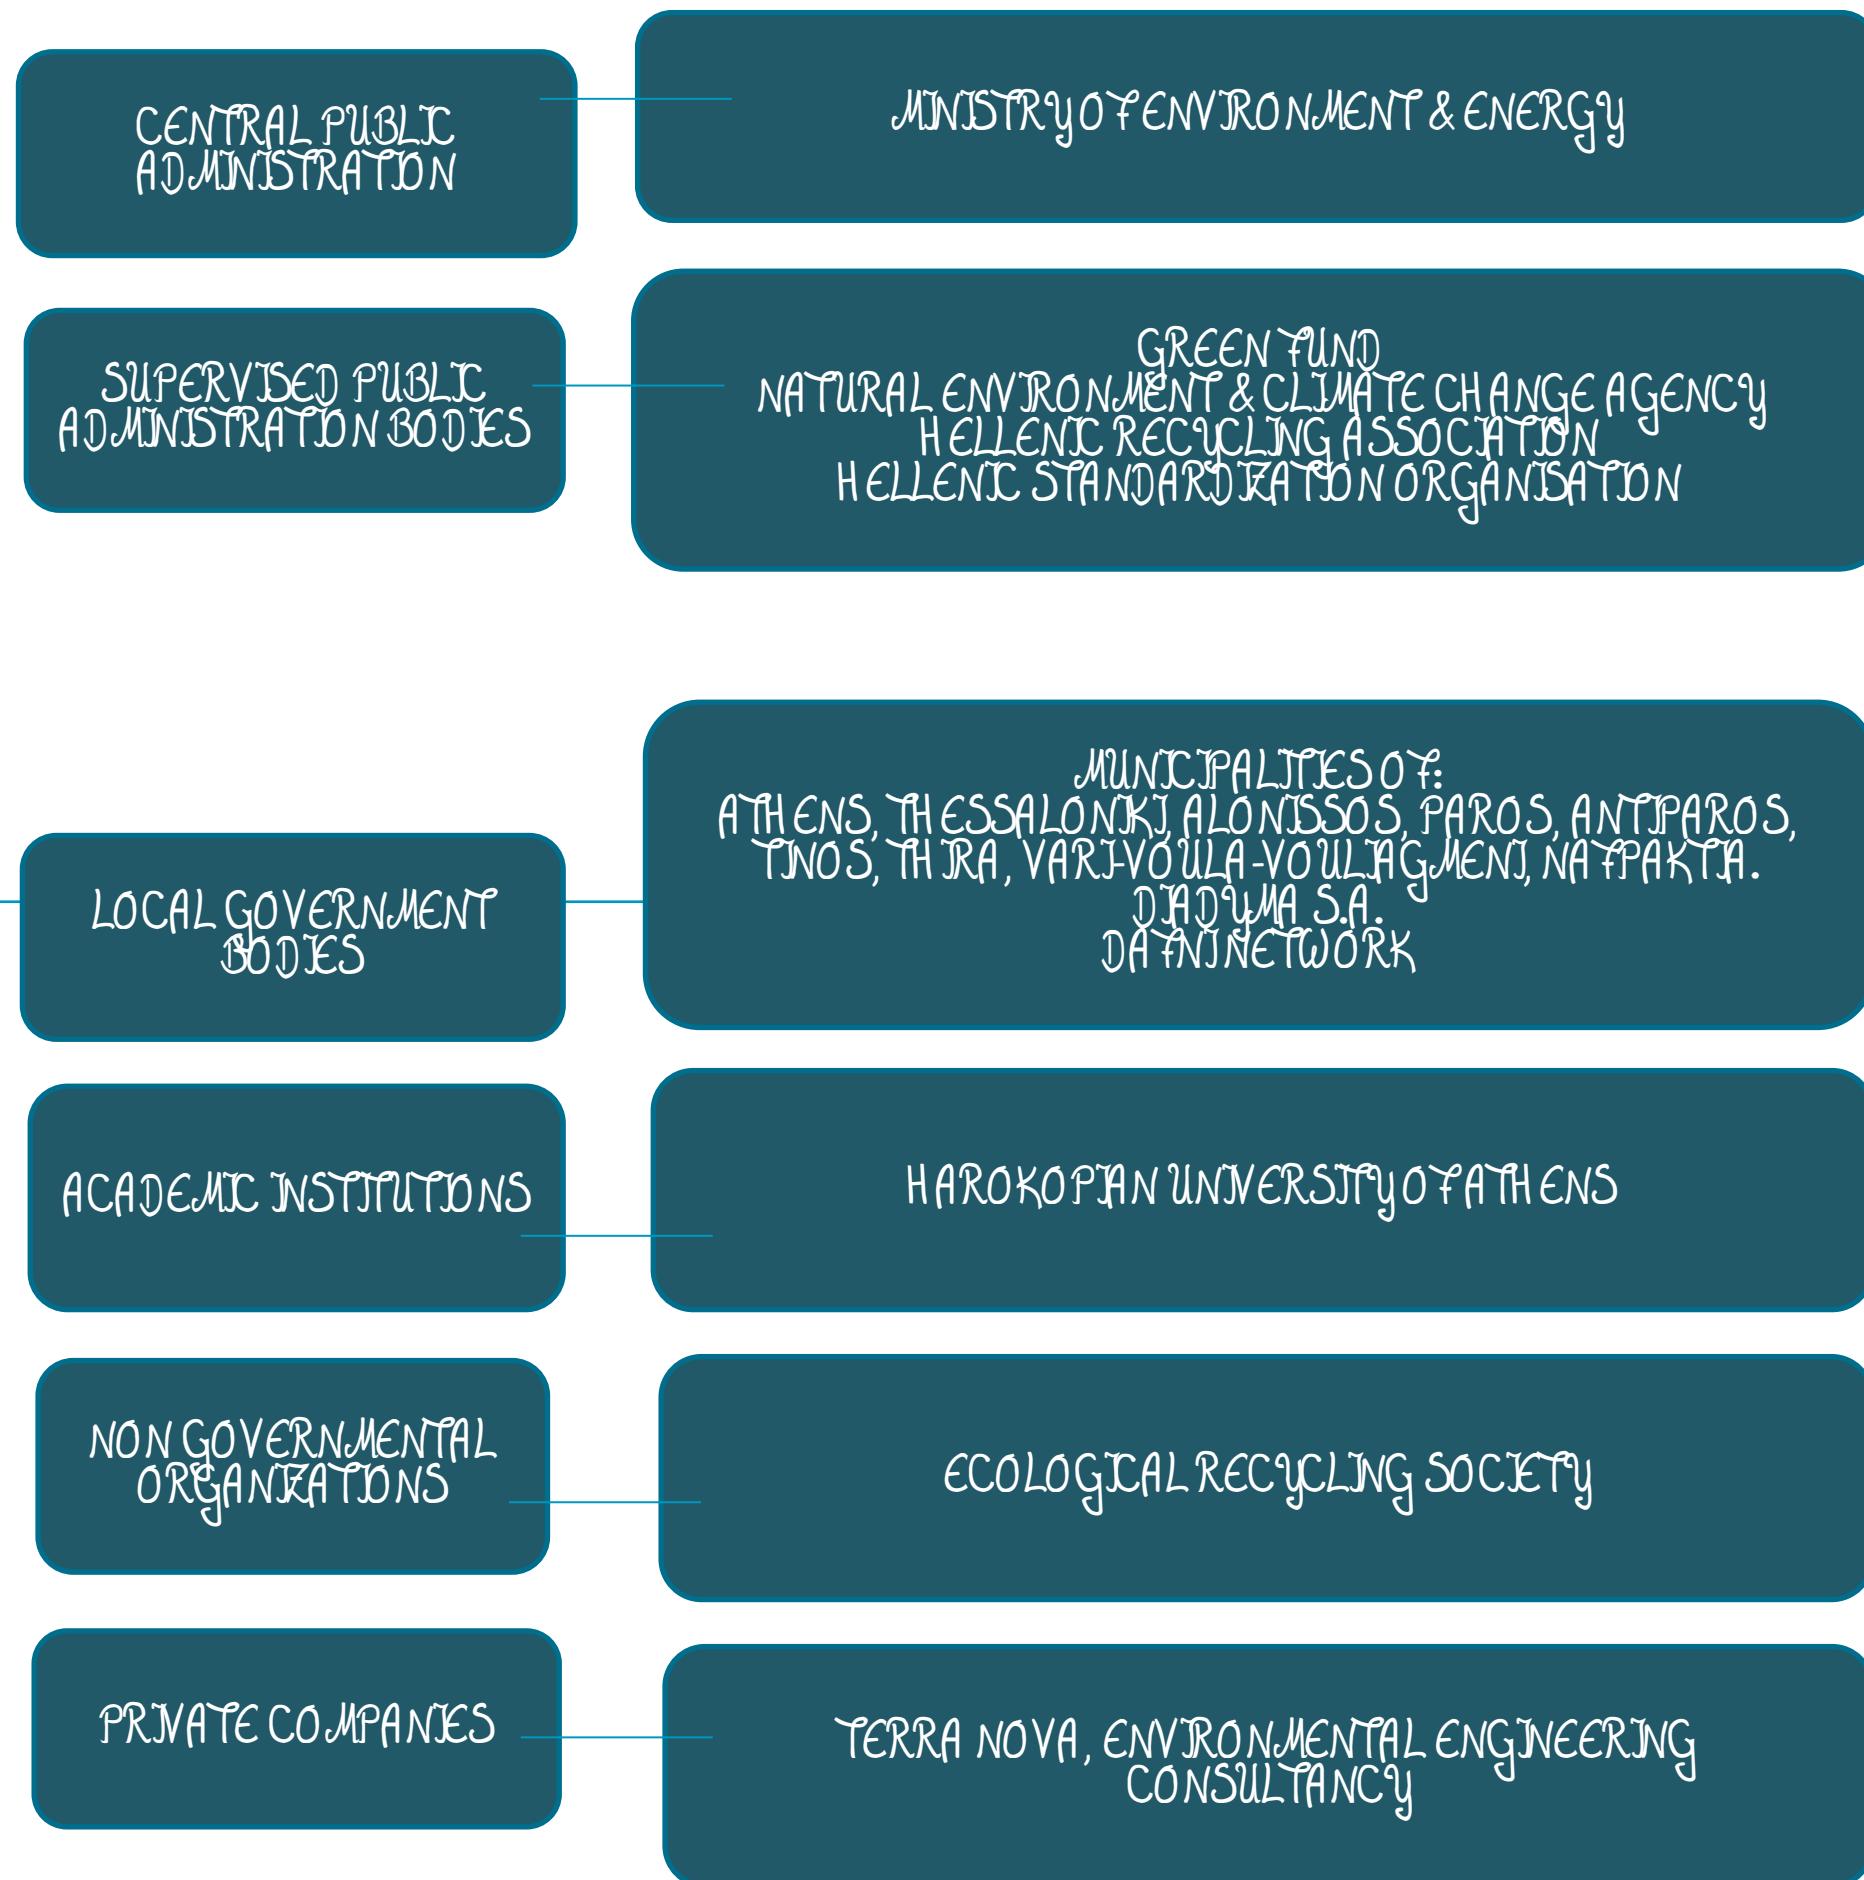 CENTRAL PUBLIC
ADMINISTRATION
MINISTRY OF ENVIRONMENT & ENERGY
SUPERVISED PUBLIC
ADMINISTRATION BODIES
GREEN FUND
NATURAL ENVIRONMENT & CLIMATE CHANGE AGENCY
HELLENIC RECYCLING ASSOCIATION
HELLENIC STANDARDIZATION ORGANISATION
LOCAL GOVERNMENT
BODIES
MUNICIPALITIES OF:
ATHENS, THESSALONIKI, ALONISSOS, PAROS, ANTIPAROS,
TINOS, THIRA, VARI-VOULA-VOULIAGMENI, NAFPAKTIA.
DIADYMA S.A.
DAFNI NETWORK
ACADEMIC INSTITUTIONS
HAROKOPIAN UNIVERSITY OF ATHENS
NON GOVERNMENTAL
ORGANIZATIONS
ECOLOGICAL RECYCLING SOCIETY
PRIVATE COMPANIES
TERRA NOVA, ENVIRONMENTAL ENGINEERING
CONSULTANCY